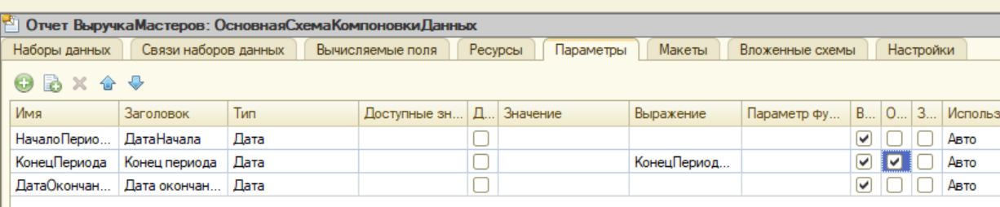 Отчет ВыручкаМастеров: ОсновнаяСхемаКомпоновкиДанных
Наборы данных Связи наборов данных Вычисляемые поля Ресурсы Параметры Макеты Вложенные схемы Настройки
Имя Заголовок Тип Доступные зн... Д... Значение Выражение Параметр фу... В... О... З... Использ
НачалоПерио... ДатаНачала Дата Авто
КонецПериода Конец периода Дата КонецПериод... Авто
ДатаОкончан... Дата окончан... Дата Авто